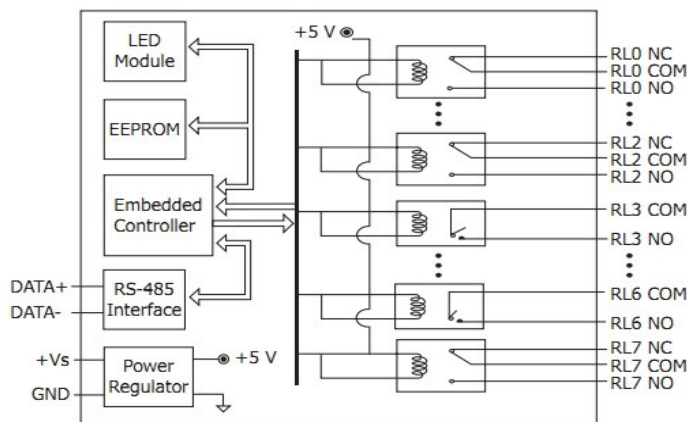 LED
Module
EEPROM
Embedded
Controller
RS-485
Interface
DATA+
DATA-
Power
Regulator
+Vs
GND
+5 V
+5 V
RL0 NC
RL0 COM
RL0 NO
RL2 NC
RL2 COM
RL2 NO
RL3 COM
RL3 NO
RL6 COM
RL6 NO
RL7 NC
RL7 COM
RL7 NO